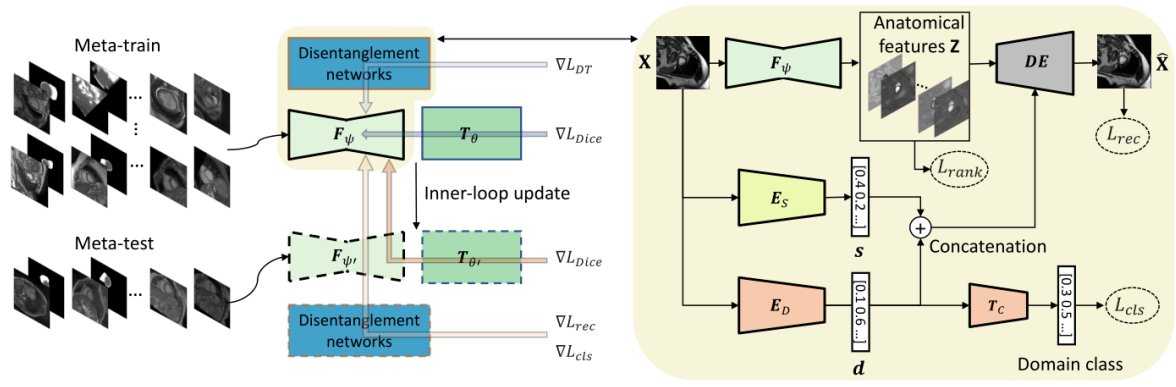 Meta-train
Disentanglement
networks
∇L_DT
F_ψ
T_θ
∇L_Dice
Inner-loop update
Meta-test
F_ψ′
T_θ′
∇L_Dice
Disentanglement
networks
∇L_rec
∇L_cls
X
F_ψ
Anatomical
features Z
DE
X̂
L_rec
L_rank
E_S
[0.4 0.2 ...]
s
+
Concatenation
E_D
[0.1 0.6 ...]
d
T_C
[0.3 0.5 ...]
L_cls
Domain class